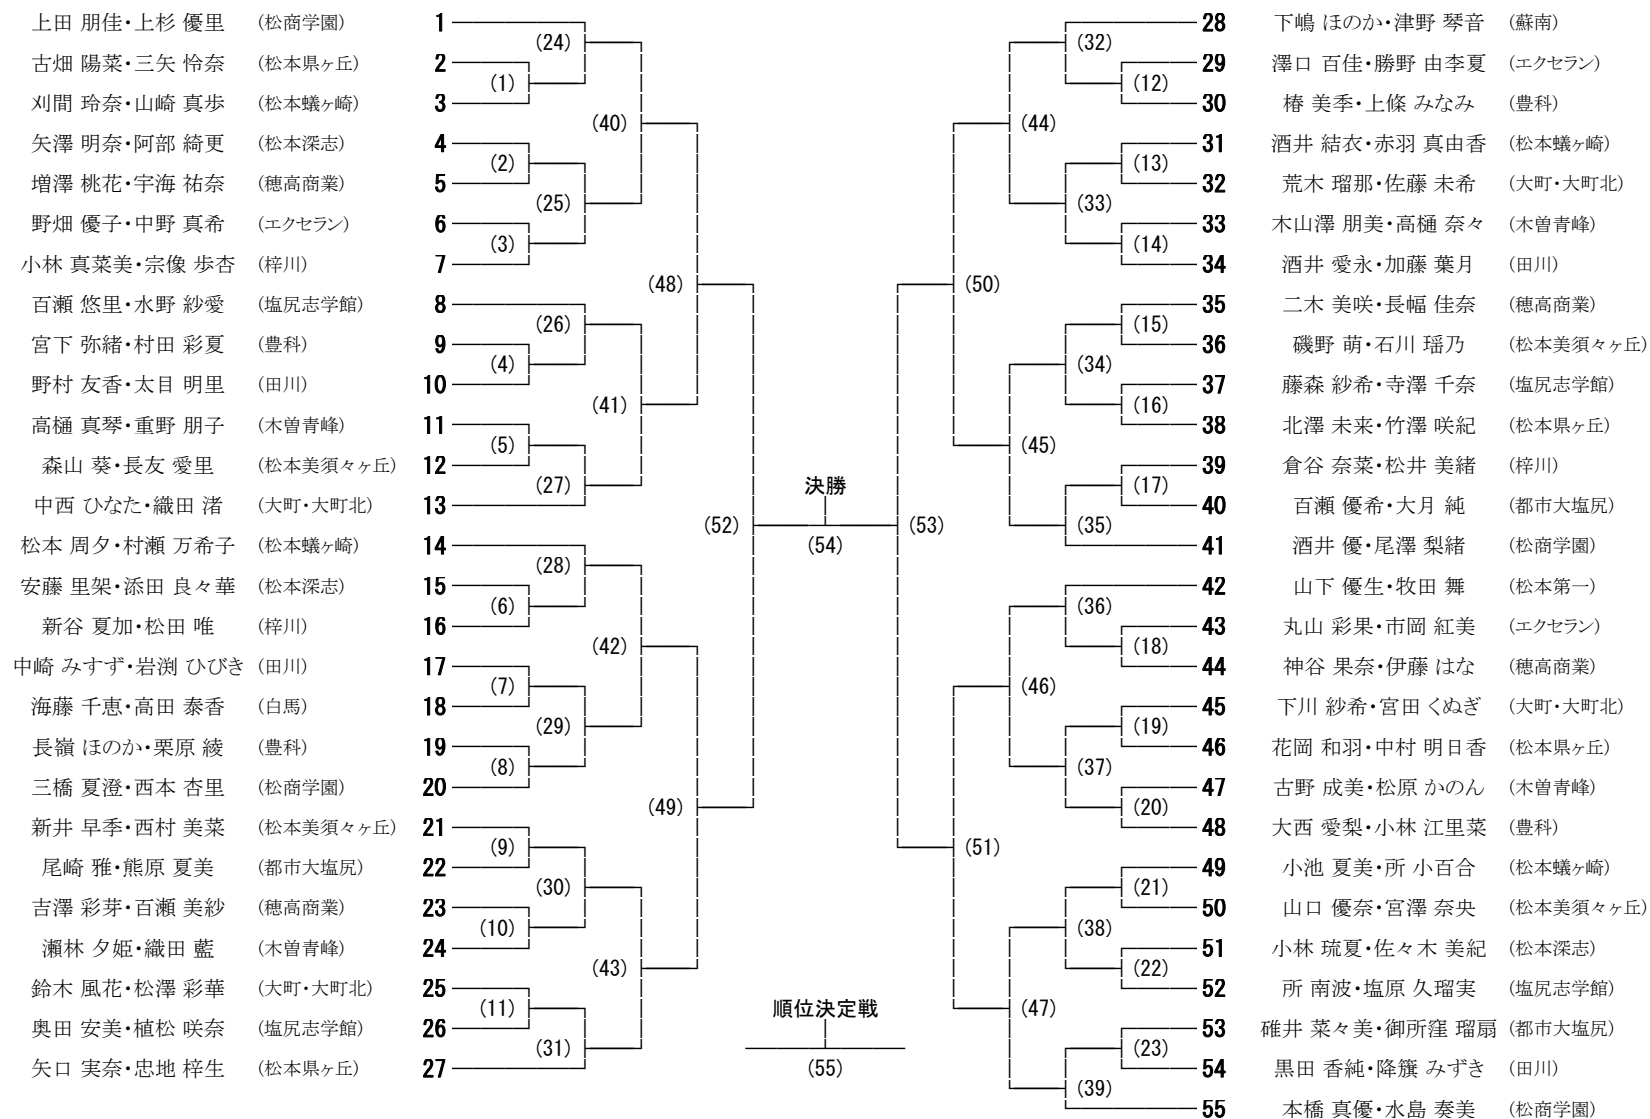 上田 朋佳・上杉 優里 (松商学園) 1
古畑 陽菜・三矢 怜奈 (松本県ヶ丘) 2
刈間 玲奈・山崎 真歩 (松本蟻ヶ崎) 3
矢澤 明奈・阿部 綺更 (松本深志) 4
増澤 桃花・宇海 祐奈 (穂高商業) 5
野畑 優子・中野 真希 (エクセラン) 6
小林 真菜美・宗像 歩杏 (梓川) 7
百瀬 悠里・水野 紗愛 (塩尻志学館) 8
宮下 弥緒・村田 彩夏 (豊科) 9
野村 友香・太目 明里 (田川) 10
高樋 真琴・重野 朋子 (木曽青峰) 11
森山 葵・長友 愛里 (松本美須々ヶ丘) 12
中西 ひなた・織田 渚 (大町・大町北) 13
松本 周夕・村瀬 万希子 (松本蟻ヶ崎) 14
安藤 里架・添田 良々華 (松本深志) 15
新谷 夏加・松田 唯 (梓川) 16
中崎 みすず・岩渕 ひびき (田川) 17
海藤 千恵・高田 泰香 (白馬) 18
長嶺 ほのか・栗原 綾 (豊科) 19
三橋 夏澄・西本 杏里 (松商学園) 20
新井 早季・西村 美菜 (松本美須々ヶ丘) 21
尾崎 雅・熊原 夏美 (都市大塩尻) 22
吉澤 彩芽・百瀬 美紗 (穂高商業) 23
瀬林 夕姫・織田 藍 (木曽青峰) 24
鈴木 風花・松澤 彩華 (大町・大町北) 25
奥田 安美・植松 咲奈 (塩尻志学館) 26
矢口 実奈・忠地 梓生 (松本県ヶ丘) 27
(1)
(2)
(3)
(4)
(5)
(6)
(7)
(8)
(9)
(10)
(11)
(24)
(25)
(26)
(27)
(28)
(29)
(30)
(31)
(40)
(41)
(42)
(43)
(48)
(49)
(52)
決勝
(54)
順位決定戦
(55)
(53)
(50)
(51)
(44)
(45)
(46)
(47)
(32)
(33)
(34)
(35)
(36)
(37)
(38)
(39)
(12)
(13)
(14)
(15)
(16)
(17)
(18)
(19)
(20)
(21)
(22)
(23)
28 下嶋 ほのか・津野 琴音 (蘇南)
29 澤口 百佳・勝野 由李夏 (エクセラン)
30 椿 美季・上條 みなみ (豊科)
31 酒井 結衣・赤羽 真由香 (松本蟻ヶ崎)
32 荒木 瑠那・佐藤 未希 (大町・大町北)
33 木山澤 朋美・高樋 奈々 (木曽青峰)
34 酒井 愛永・加藤 葉月 (田川)
35 二木 美咲・長幅 佳奈 (穂高商業)
36 磯野 萌・石川 瑶乃 (松本美須々ヶ丘)
37 藤森 紗希・寺澤 千奈 (塩尻志学館)
38 北澤 未来・竹澤 咲紀 (松本県ヶ丘)
39 倉谷 奈菜・松井 美緒 (梓川)
40 百瀬 優希・大月 純 (都市大塩尻)
41 酒井 優・尾澤 梨緒 (松商学園)
42 山下 優生・牧田 舞 (松本第一)
43 丸山 彩果・市岡 紅美 (エクセラン)
44 神谷 果奈・伊藤 はな (穂高商業)
45 下川 紗希・宮田 くぬぎ (大町・大町北)
46 花岡 和羽・中村 明日香 (松本県ヶ丘)
47 古野 成美・松原 かのん (木曽青峰)
48 大西 愛梨・小林 江里菜 (豊科)
49 小池 夏美・所 小百合 (松本蟻ヶ崎)
50 山口 優奈・宮澤 奈央 (松本美須々ヶ丘)
51 小林 琉夏・佐々木 美紀 (松本深志)
52 所 南波・塩原 久瑠実 (塩尻志学館)
53 碓井 菜々美・御所窪 瑠扇 (都市大塩尻)
54 黒田 香純・降籏 みずき (田川)
55 本橋 真優・水島 奏美 (松商学園)